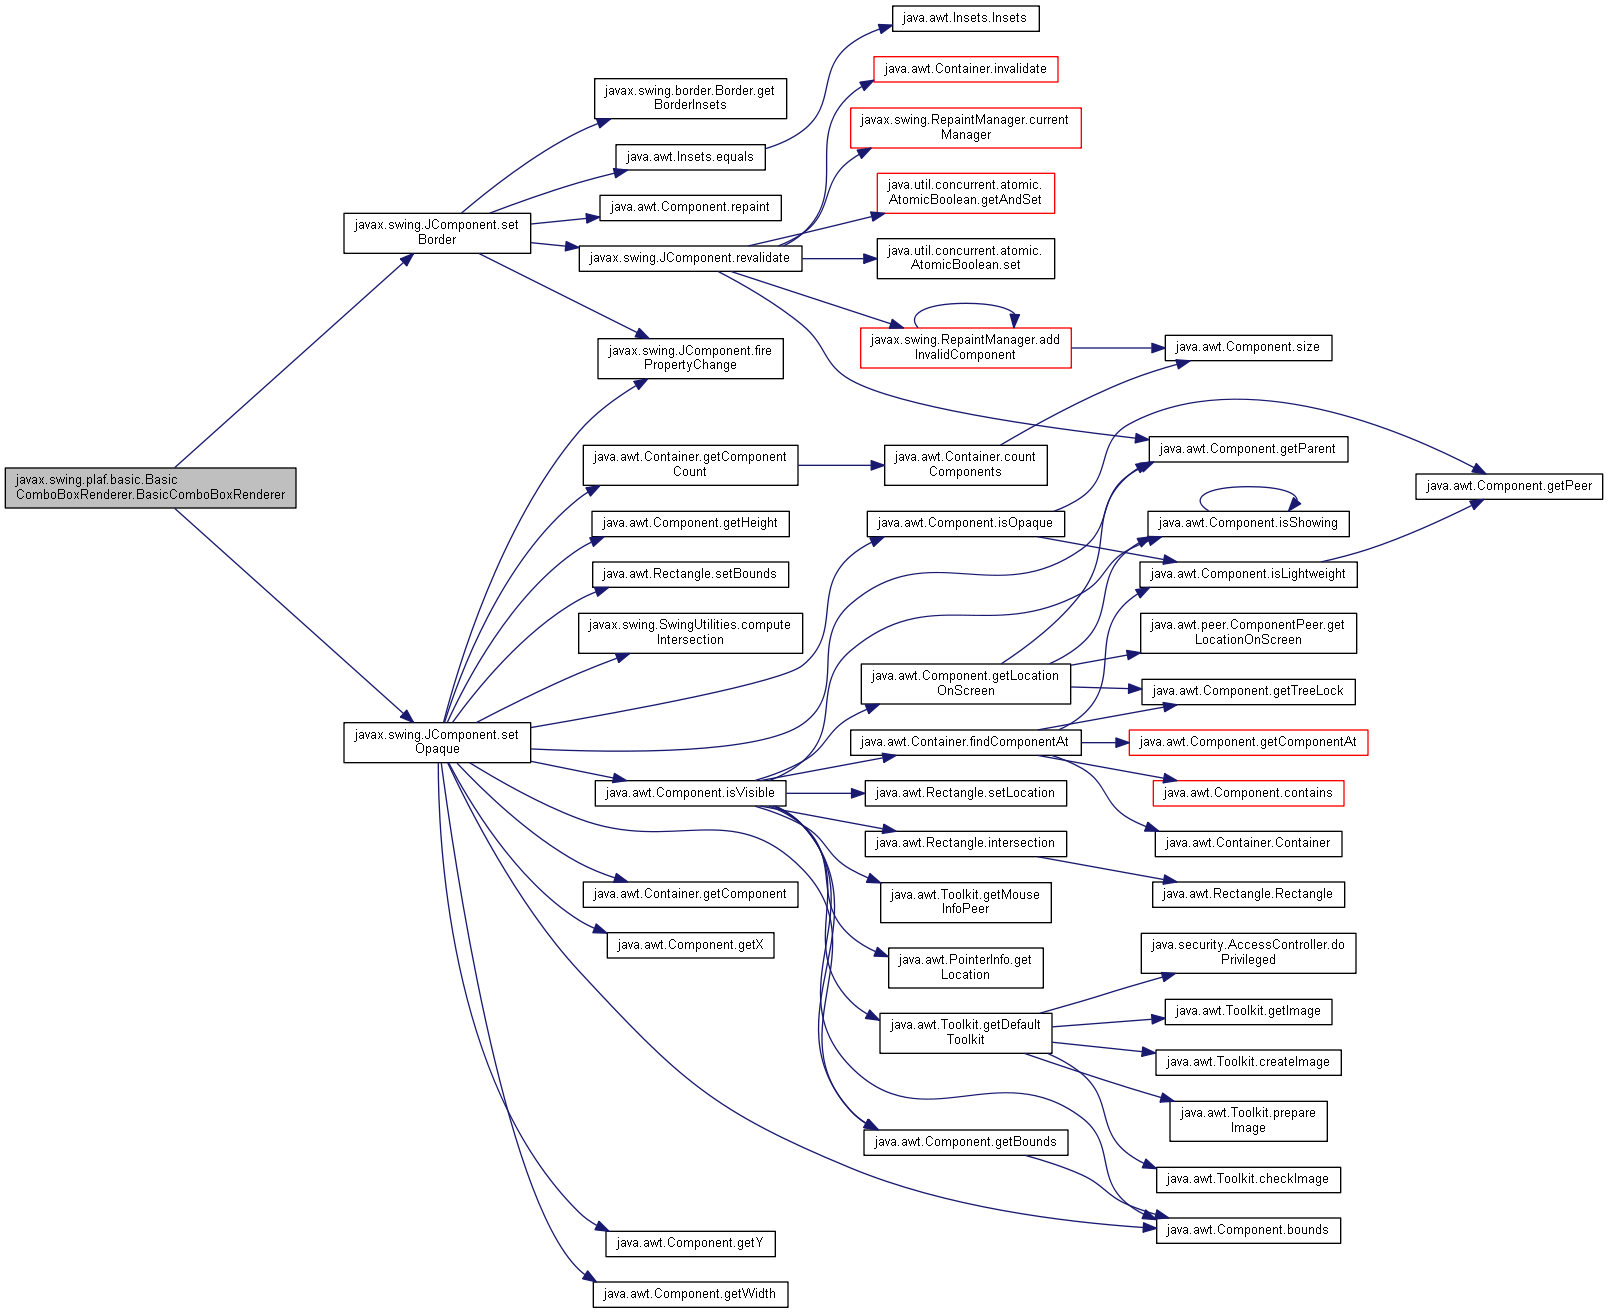 java.awt.Insets.Insets
java.awt.Container.invalidate
javax.swing.border.Border.get
BorderInsets
javax.swing.RepaintManager.current
Manager
java.awt.Insets.equals
java.util.concurrent.atomic.
AtomicBoolean.getAndSet
java.awt.Component.repaint
javax.swing.JComponent.set
Border
javax.swing.JComponent.revalidate
java.util.concurrent.atomic.
AtomicBoolean.set
javax.swing.RepaintManager.add
InvalidComponent
java.awt.Component.size
javax.swing.JComponent.fire
PropertyChange
java.awt.Component.getParent
java.awt.Container.getComponent
Count
java.awt.Container.count
Components
javax.swing.plaf.basic.Basic
ComboBoxRenderer.BasicComboBoxRenderer
java.awt.Component.getPeer
java.awt.Component.getHeight
java.awt.Component.isOpaque
java.awt.Component.isShowing
java.awt.Rectangle.setBounds
java.awt.Component.isLightweight
javax.swing.SwingUtilities.compute
Intersection
java.awt.peer.ComponentPeer.get
LocationOnScreen
java.awt.Component.getLocation
OnScreen
java.awt.Component.getTreeLock
javax.swing.JComponent.set
Opaque
java.awt.Container.findComponentAt
java.awt.Component.getComponentAt
java.awt.Component.isVisible
java.awt.Rectangle.setLocation
java.awt.Component.contains
java.awt.Rectangle.intersection
java.awt.Container.Container
java.awt.Container.getComponent
java.awt.Toolkit.getMouse
InfoPeer
java.awt.Rectangle.Rectangle
java.awt.Component.getX
java.awt.PointerInfo.get
Location
java.security.AccessController.do
Privileged
java.awt.Toolkit.getDefault
Toolkit
java.awt.Toolkit.getImage
java.awt.Toolkit.createImage
java.awt.Toolkit.prepare
Image
java.awt.Component.getBounds
java.awt.Toolkit.checkImage
java.awt.Component.getY
java.awt.Component.bounds
java.awt.Component.getWidth